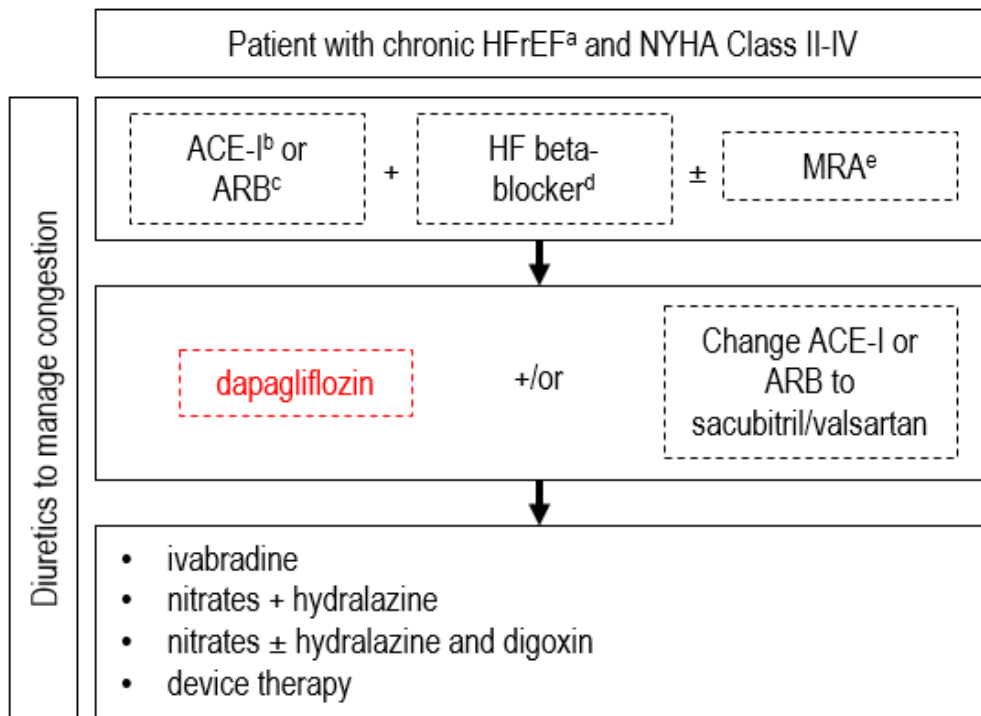 Patient with chronic HFrEFᵃ and NYHA Class II-IV
Diuretics to manage congestion
ACE-Iᵇ or
ARBᶜ
+
HF beta-
blockerᵈ
±
MRAᵉ
dapagliflozin
+/or
Change ACE-I or
ARB to
sacubitril/valsartan
• ivabradine
• nitrates + hydralazine
• nitrates ± hydralazine and digoxin
• device therapy